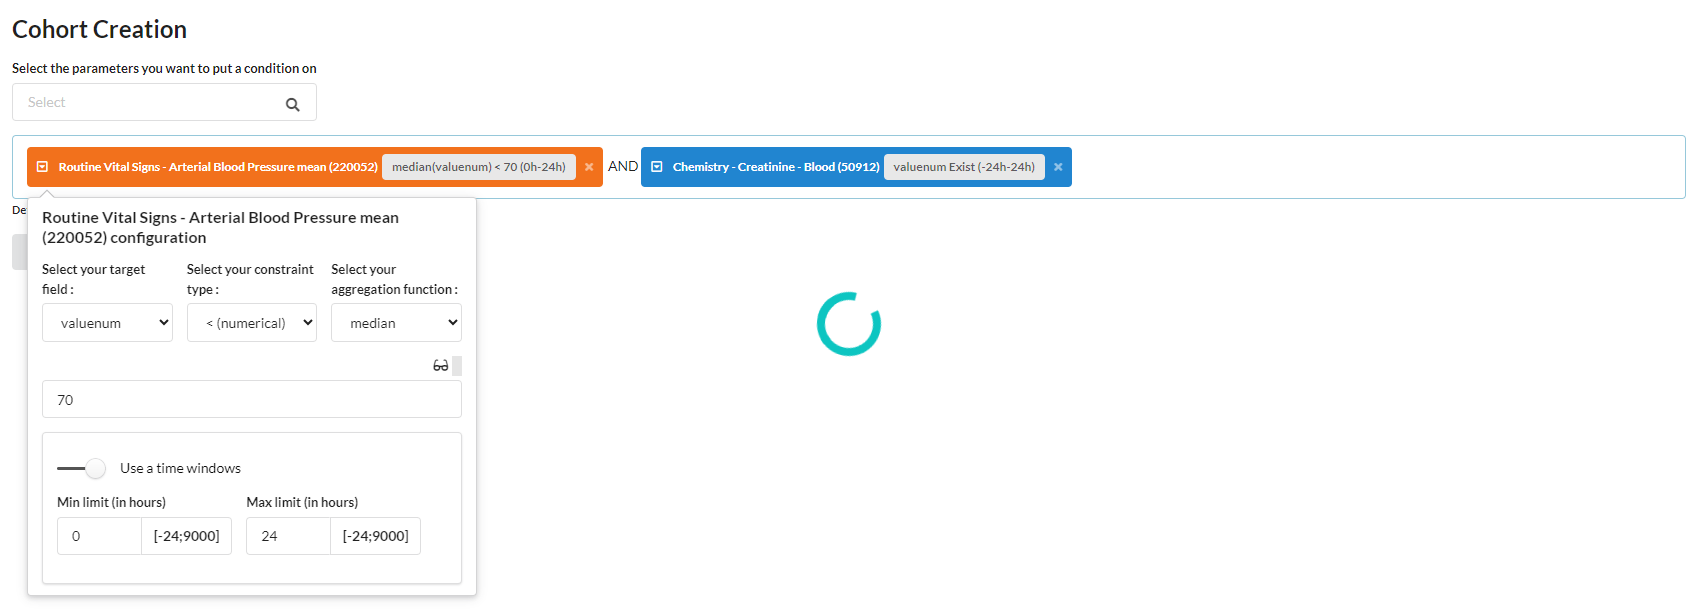 Cohort Creation
Select the parameters you want to put a condition on
Select
Routine Vital Signs - Arterial Blood Pressure mean (220052) median(valuenum) < 70 (0h-24h) × AND Chemistry - Creatinine - Blood (50912) valuenum Exist (-24h-24h) ×
De
Routine Vital Signs - Arterial Blood Pressure mean
(220052) configuration
Select your target
field :
Select your constraint
type :
Select your
aggregation function :
valuenum
< (numerical)
median
70
Use a time windows
Min limit (in hours)
Max limit (in hours)
0 [-24;9000]
24 [-24;9000]